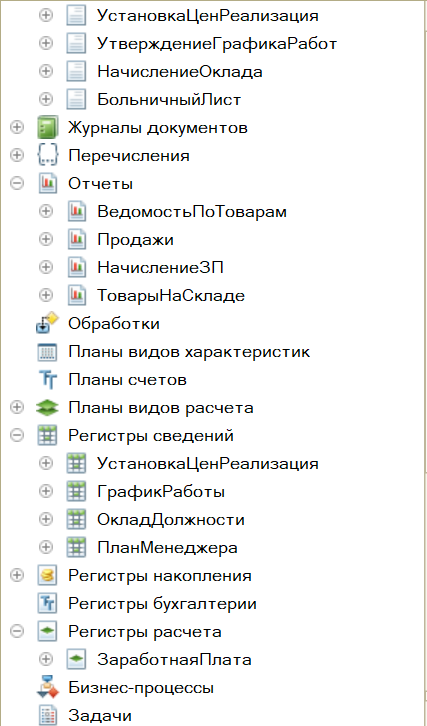 УстановкаЦенРеализация
УтверждениеГрафикаРабот
НачислениеОклада
БольничныйЛист
Журналы документов
Перечисления
Отчеты
ВедомостьПоТоварам
Продажи
НачислениеЗП
ТоварыНаСкладе
Обработки
Планы видов характеристик
Планы счетов
Планы видов расчета
Регистры сведений
УстановкаЦенРеализация
ГрафикРаботы
ОкладДолжности
ПланМенеджера
Регистры накопления
Регистры бухгалтерии
Регистры расчета
ЗаработнаяПлата
Бизнес-процессы
Задачи